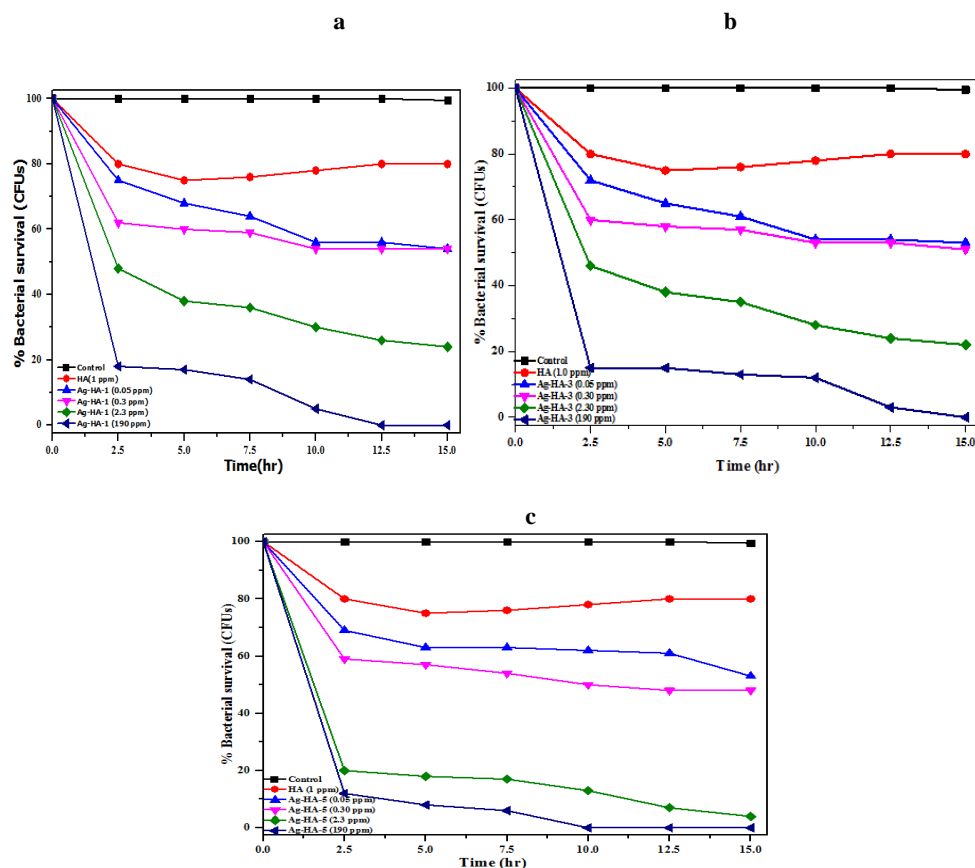 a
% Bacterial survival (CFUs)
100
80
60
40
20
0
Control
HA(1 ppm)
Ag-HA-1 (0.05 ppm)
Ag-HA-1 (0.3 ppm)
Ag-HA-1 (2.3 ppm)
Ag-HA-1 (190 ppm)
0.0 2.5 5.0 7.5 10.0 12.5 15.0
Time(hr)
b
% Bacterial survival (CFUs)
100
80
60
40
20
0
Control
HA (1.0 ppm)
Ag-HA-3 (0.05 ppm)
Ag-HA-3 (0.30 ppm)
Ag-HA-3 (2.30 ppm)
Ag-HA-3 (190 ppm)
0.0 2.5 5.0 7.5 10.0 12.5 15.0
Time (hr)
c
% Bacterial survival (CFUs)
100
80
60
40
20
0
Control
HA (1 ppm)
Ag-HA-5 (0.05 ppm)
Ag-HA-5 (0.30 ppm)
Ag-HA-5 (2.3 ppm)
Ag-HA-5 (190 ppm)
0.0 2.5 5.0 7.5 10.0 12.5 15.0
Time (hr)